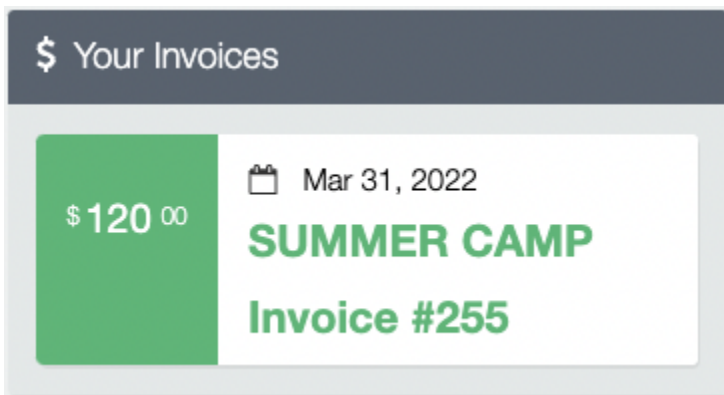 $ Your Invoices
$120 00
Mar 31, 2022
SUMMER CAMP
Invoice #255